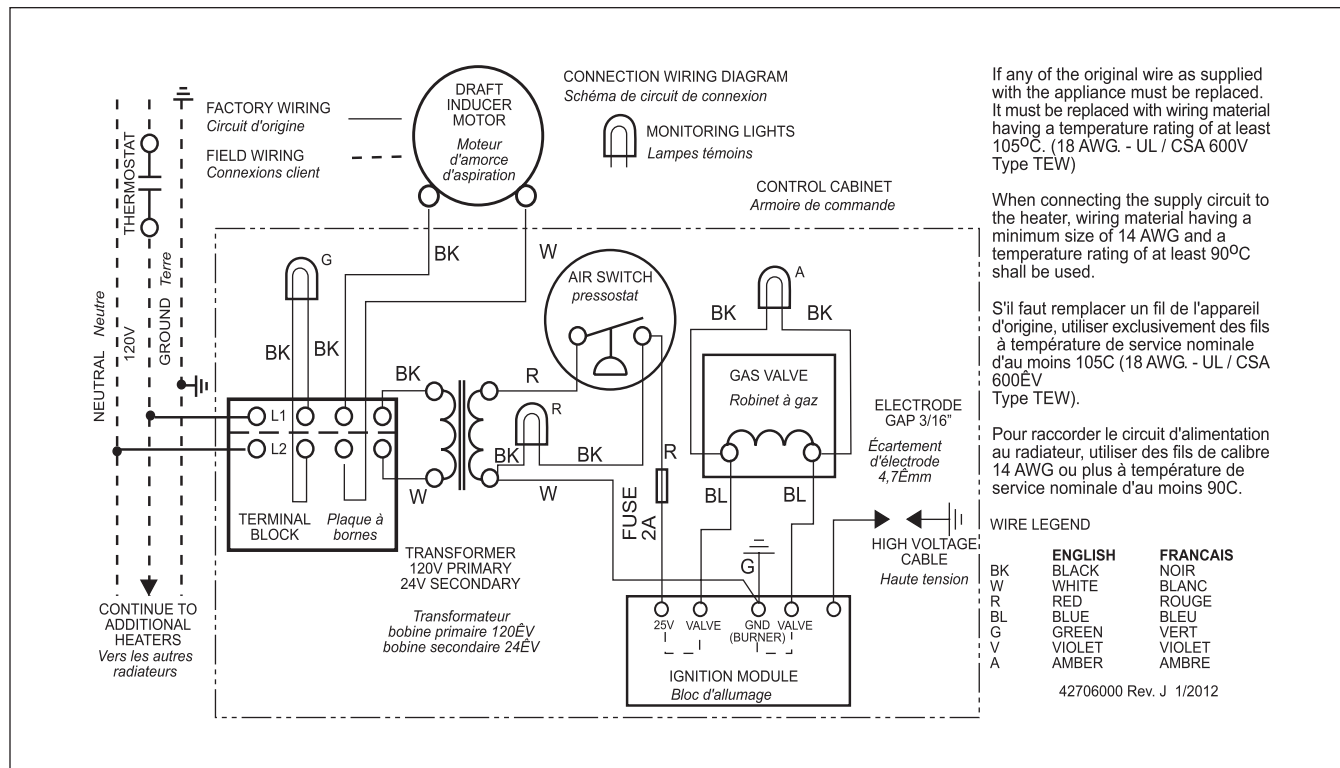 CONNECTION WIRING DIAGRAM
Schéma de circuit de connexion
FACTORY WIRING
Circuit d'origine
FIELD WIRING
Connexions client
DRAFT
INDUCER
MOTOR
Moteur
d'amorce
d'aspiration
MONITORING LIGHTS
Lampes témoins
CONTROL CABINET
Armoire de commande
THERMOSTAT
NEUTRAL Neutre
120V
GROUND Terre
G
BK
W
BK
BK
AIR SWITCH
pressostat
A
BK
BK
GAS VALVE
Robinet à gaz
L1
L2
TERMINAL
BLOCK
Plaque à
bornes
BK
W
R
R
BK
BK
W
R
FUSE
2A
BL
BL
ELECTRODE
GAP 3/16”
Écartement
d'électrode
4,7Êmm
HIGH VOLTAGE
CABLE
Haute tension
TRANSFORMER
120V PRIMARY
24V SECONDARY
Transformateur
bobine primaire 120ÊV
bobine secondaire 24ÊV
G
25V
VALVE
GND
(BURNER)
VALVE
IGNITION MODULE
Bloc d'allumage
CONTINUE TO
ADDITIONAL
HEATERS
Vers les autres
radiateurs
If any of the original wire as supplied
with the appliance must be replaced.
It must be replaced with wiring material
having a temperature rating of at least
105ºC. (18 AWG. - UL / CSA 600V
Type TEW)
When connecting the supply circuit to
the heater, wiring material having a
minimum size of 14 AWG and a
temperature rating of at least 90ºC
shall be used.
S'il faut remplacer un fil de l'appareil
d'origine, utiliser exclusivement des fils
à température de service nominale
d'au moins 105C (18 AWG. - UL / CSA
600ÊV
Type TEW).
Pour raccorder le circuit d'alimentation
au radiateur, utiliser des fils de calibre
14 AWG ou plus à température de
service nominale d'au moins 90C.
WIRE LEGEND
ENGLISH FRANCAIS
BK BLACK NOIR
W WHITE BLANC
R RED ROUGE
BL BLUE BLEU
G GREEN VERT
V VIOLET VIOLET
A AMBER AMBRE
42706000 Rev. J 1/2012